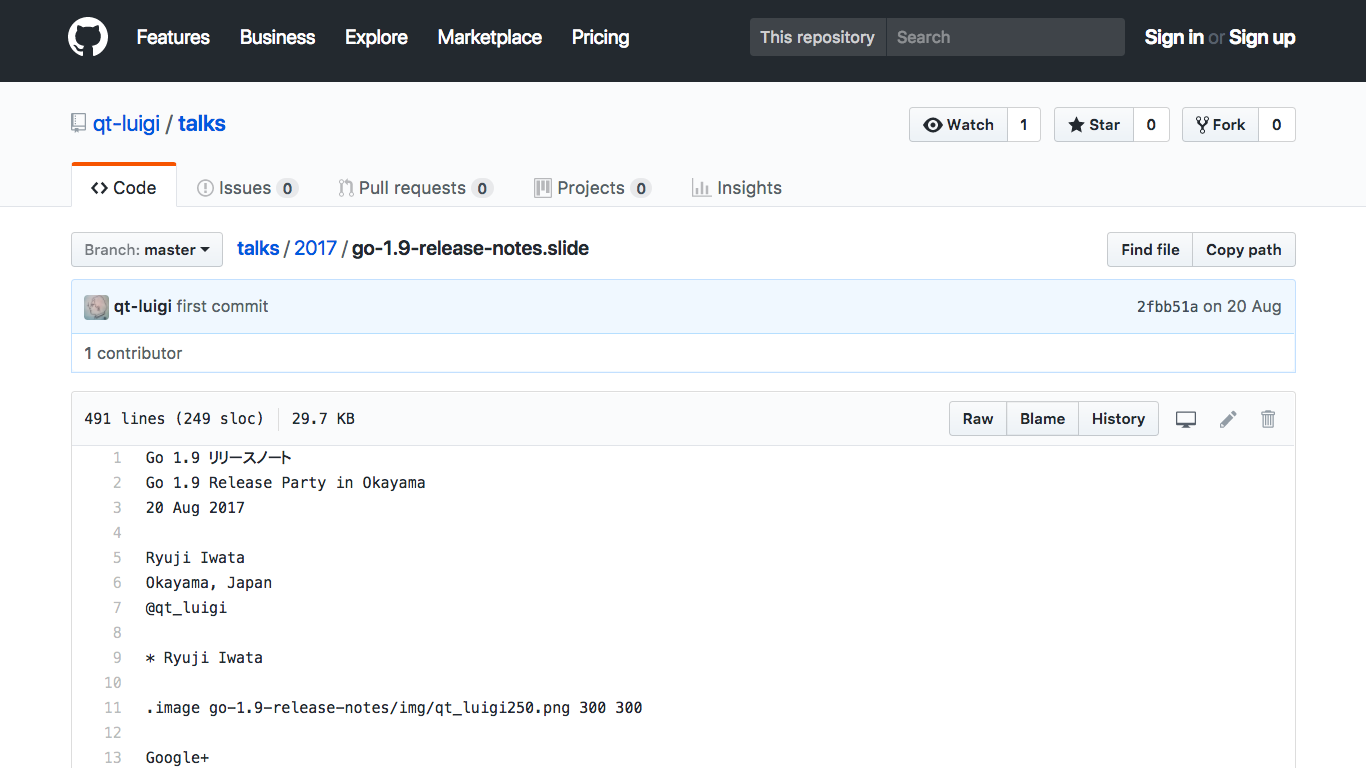 Features Business Explore Marketplace Pricing This repository Search Sign in or Sign up
qt-luigi / talks Watch 1 Star 0 Fork 0
Code Issues 0 Pull requests 0 Projects 0 Insights
Branch: master talks / 2017 / go-1.9-release-notes.slide Find file Copy path
qt-luigi first commit 2fbb51a on 20 Aug
1 contributor
491 lines (249 sloc) 29.7 KB Raw Blame History
1 Go 1.9 リリースノート
2 Go 1.9 Release Party in Okayama
3 20 Aug 2017
4
5 Ryuji Iwata
6 Okayama, Japan
7 @qt_luigi
8
9 * Ryuji Iwata
10
11 .image go-1.9-release-notes/img/qt_luigi250.png 300 300
12
13 Google+